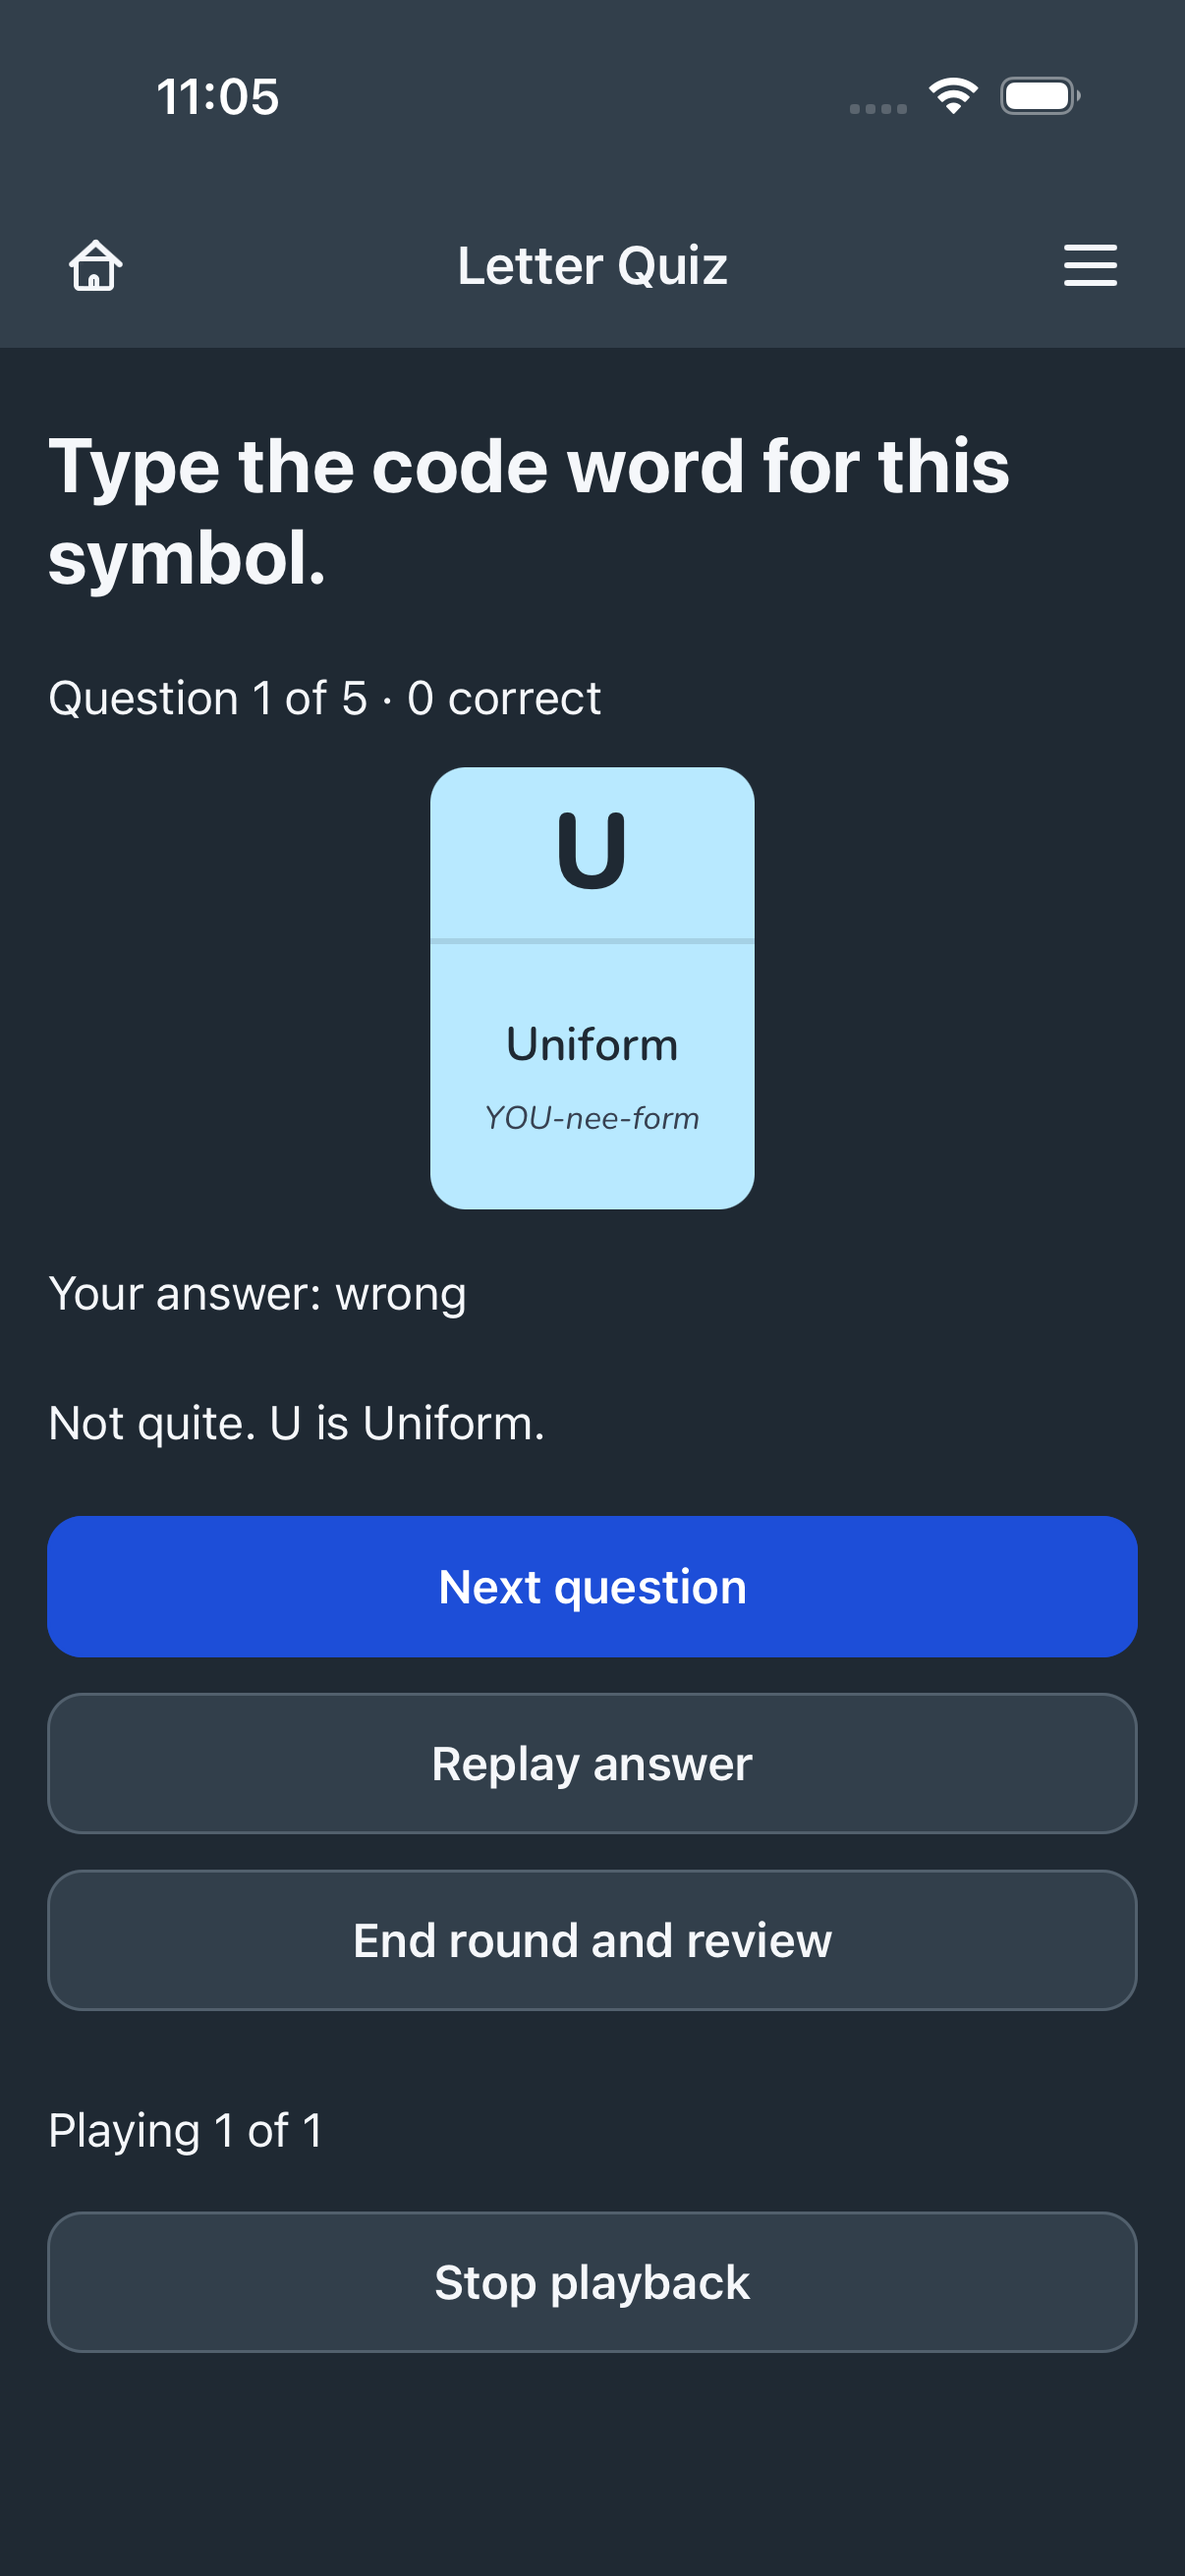 11:05
Letter Quiz
Type the code word for this
symbol.
Question 1 of 5 · 0 correct
U
Uniform
YOU-nee-form
Your answer: wrong
Not quite. U is Uniform.
Next question
Replay answer
End round and review
Playing 1 of 1
Stop playback